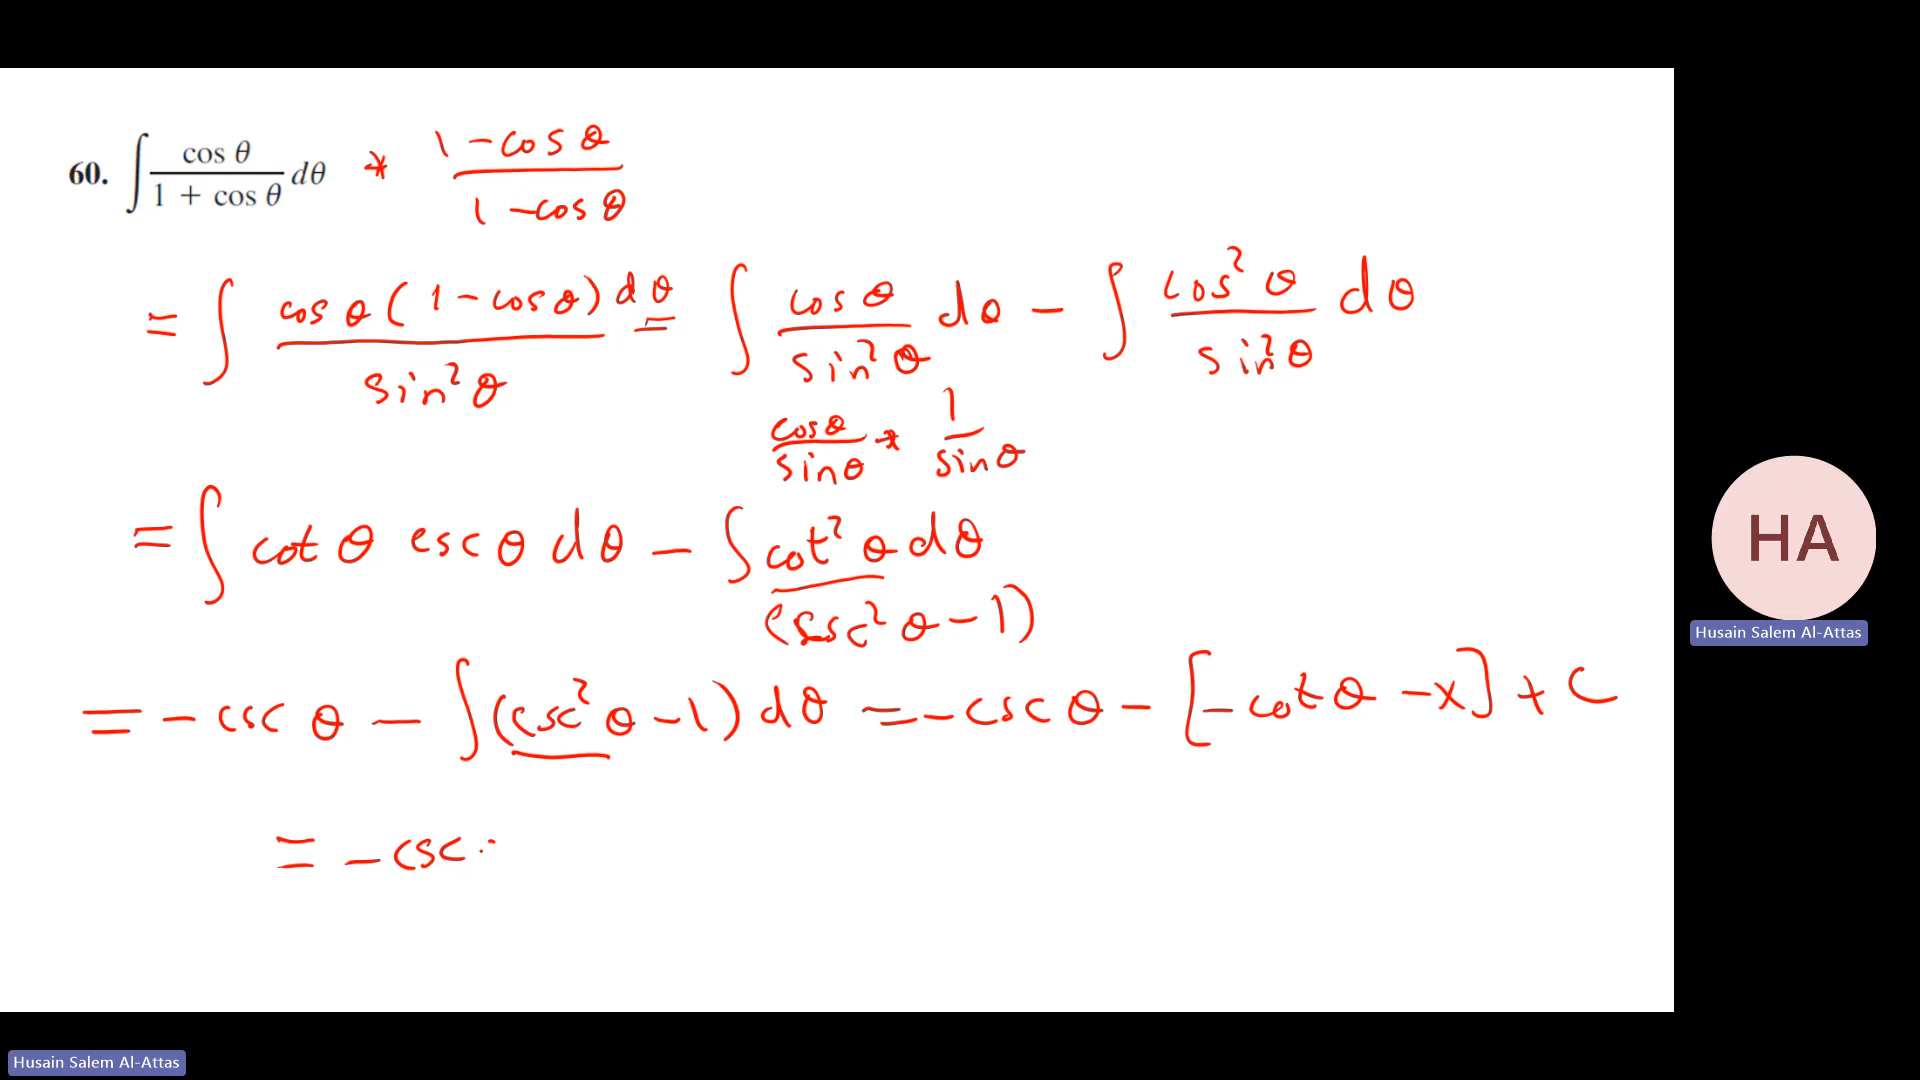 60. ∫ cos θ / 1 + cos θ dθ * 1 - cos θ / 1 - cos θ
= ∫ cos θ (1 - cos θ) dθ / sin² θ = ∫ cos θ / sin² θ dθ - ∫ cos² θ / sin² θ dθ
cos θ / sin θ * 1 / sin θ
= ∫ cot θ csc θ dθ - ∫ cot² θ dθ
(csc² θ - 1)
= - csc θ - ∫ (csc² θ - 1) dθ = - csc θ - [- cot θ - x] + C
= - csc
HA
Husain Salem Al-Attas
Husain Salem Al-Attas